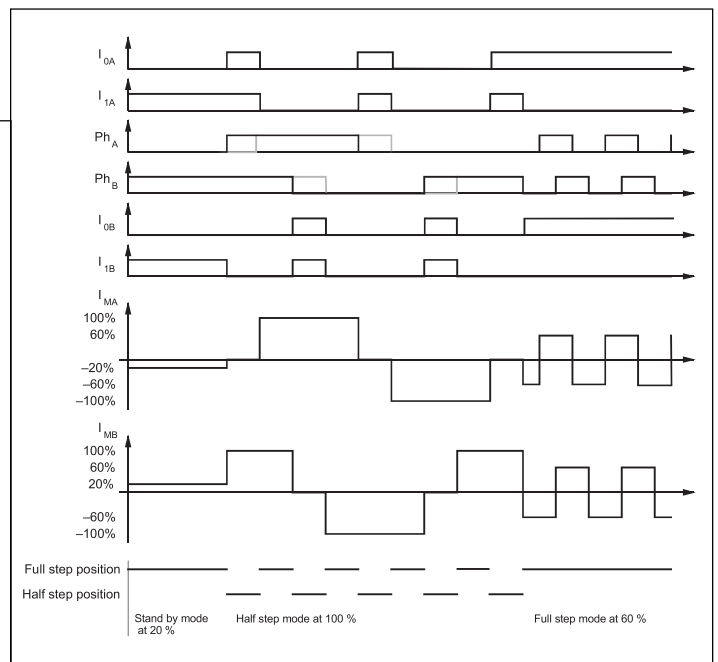 I0A
I1A
PhA
PhB
I0B
I1B
IMA
100%
60%
–20%
–60%
–100%
IMB
100%
60%
20%
–60%
–100%
Full step position
Half step position
Stand by mode
at 20 %
Half step mode at 100 %
Full step mode at 60 %